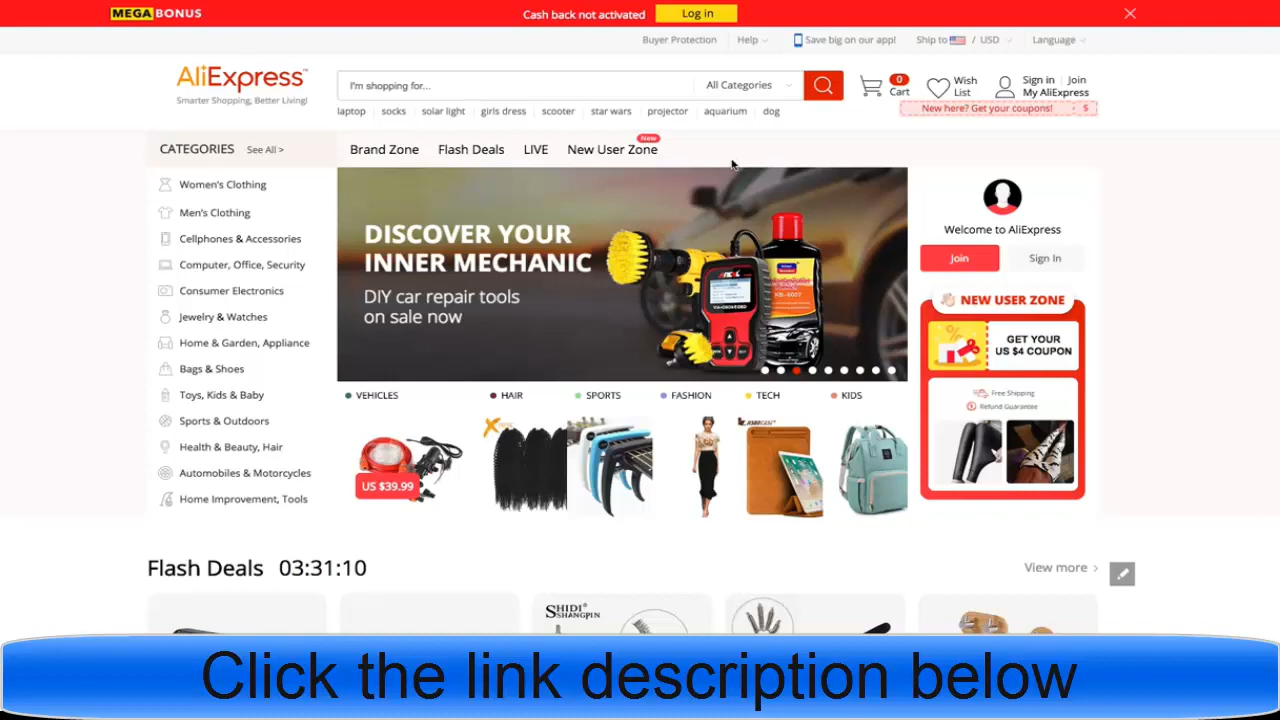 MEGA BONUS
Cash back not activated
Log in
Buyer Protection
Help
Save big on our app!
Ship to / USD
Language
AliExpress
Smarter Shopping, Better Living!
I'm shopping for...
All Categories
0
Cart
Wish
List
Sign in | Join
My AliExpress
New here? Get your coupons! $
laptop socks solar light girls dress scooter star wars projector aquarium dog
CATEGORIES See All >
Brand Zone Flash Deals LIVE New User Zone
New
Women's Clothing
Men's Clothing
Cellphones & Accessories
Computer, Office, Security
Consumer Electronics
Jewelry & Watches
Home & Garden, Appliance
Bags & Shoes
Toys, Kids & Baby
Sports & Outdoors
Health & Beauty, Hair
Automobiles & Motorcycles
Home Improvement, Tools
DISCOVER YOUR
INNER MECHANIC
DIY car repair tools
on sale now
ANCEL
KB-6007
VEHICLES
HAIR
SPORTS
FASHION
TECH
KIDS
US $39.99
Welcome to AliExpress
Join
Sign In
NEW USER ZONE
GET YOUR
US $4 COUPON
Free Shipping
Refund Guarantee
Flash Deals 03:31:10
View more >
SHIDI
SHANGPIN
Click the link description below